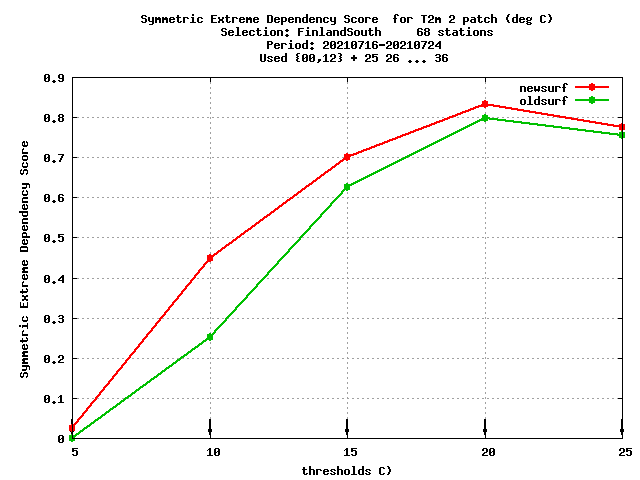 Symmetric Extreme Dependency Score  for T2m 2 patch (deg C)
Selection: FinlandSouth     68 stations
Period: 20210716-20210724
Used {00,12} + 25 26 ... 36
newsurf
oldsurf
0.9
0.8
0.7
0.6
0.5
0.4
0.3
0.2
0.1
0
Symmetric Extreme Dependency Score
5 10 15 20 25
thresholds C)